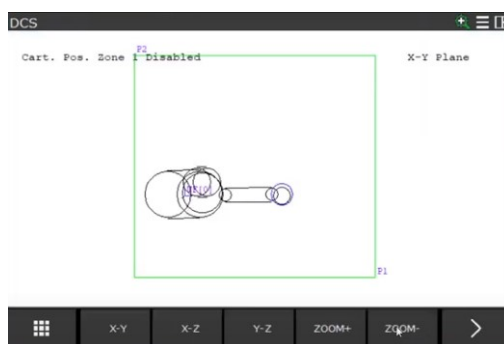 DCS
P2
Cart. Pos. Zone 1 Disabled
X-Y Plane
P1
X-Y
X-Z
Y-Z
ZOOM+
ZOOM-